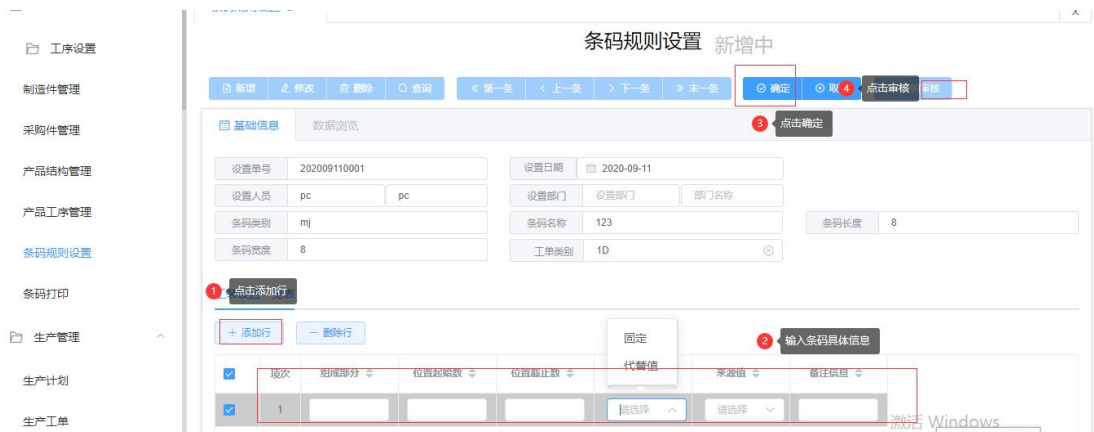 工序设置
制造件管理
采购件管理
产品结构管理
产品工序管理
条码规则设置
条码打印
生产管理
生产计划
生产工单
条码规则设置 新增中
新增 修改 删除 查询 第一条 上一条 下一条 末一条 确定 取 4 点击审核 审核
基础信息 数据浏览
3 点击确定
设置单号 202009110001 设置日期 2020-09-11
设置人员 pc pc 设置部门 设置部门 部门名称
条码类别 mj 条码名称 123 条码长度 8
条码宽度 8 工单类别 1D
1 点击添加行
+ 添加行 — 删除行
固定
代替值
2 输入条码具体信息
项次 组成部分 位置起始数 位置截止数 来源值 备注信息
1 请选择 请选择
激活 Windows